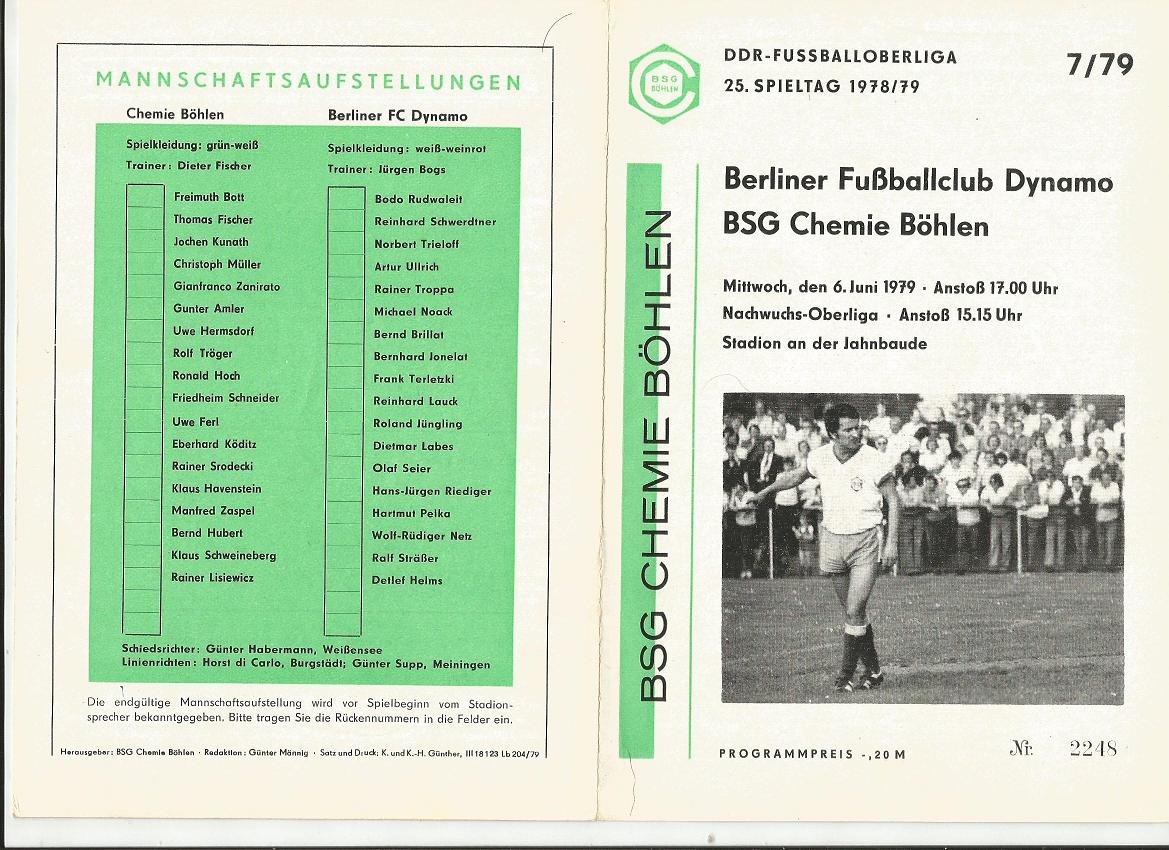 MANNSCHAFTSAUFSTELLUNGEN
Chemie Böhlen
Spielkleidung: grün-weiß
Trainer: Dieter Fischer
Freimuth Bott
Thomas Fischer
Jochen Kunath
Christoph Müller
Gianfranco Zanirato
Gunter Amler
Uwe Hermsdorf
Rolf Tröger
Ronald Hoch
Friedheim Schneider
Uwe Ferl
Eberhard Köditz
Rainer Srodecki
Klaus Havenstein
Manfred Zaspel
Bernd Hubert
Klaus Schweineberg
Rainer Lisiewicz
Berliner FC Dynamo
Spielkleidung: weiß-weinrot
Trainer: Jürgen Bogs
Bodo Rudwaleit
Reinhard Schwerdtner
Norbert Trieloff
Artur Ullrich
Rainer Troppa
Michael Noack
Bernd Brillat
Bernhard Jonelat
Frank Terletzki
Reinhard Lauck
Roland Jüngling
Dietmar Labes
Olaf Seier
Hans-Jürgen Riediger
Hartmut Pelka
Wolf-Rüdiger Netz
Ralf Sträßer
Detlef Helms
Schiedsrichter: Günter Habermann, Weißensee
Linienrichten: Horst di Carlo, Burgstädt; Günter Supp, Meiningen
Die endgültige Mannschaftsaufstellung wird vor Spielbeginn vom Stadion-
sprecher bekanntgegeben. Bitte tragen Sie die Rückennummern in die Felder ein.
Herausgeber: BSG Chemie Böhlen · Redaktion: Günter Männig · Satz und Druck: K. und K.-H. Günther, III 18 123 Lb 204/79
BSG
BÖHLEN
DDR-FUSSBALLOBERLIGA
25. SPIELTAG 1978/79
7/79
BSG CHEMIE BÖHLEN
Berliner Fußballclub Dynamo
BSG Chemie Böhlen
Mittwoch, den 6. Juni 1979 · Anstoß 17.00 Uhr
Nachwuchs-Oberliga · Anstoß 15.15 Uhr
Stadion an der Jahnbaude
PROGRAMMPREIS -,20 M
Nr. 2248